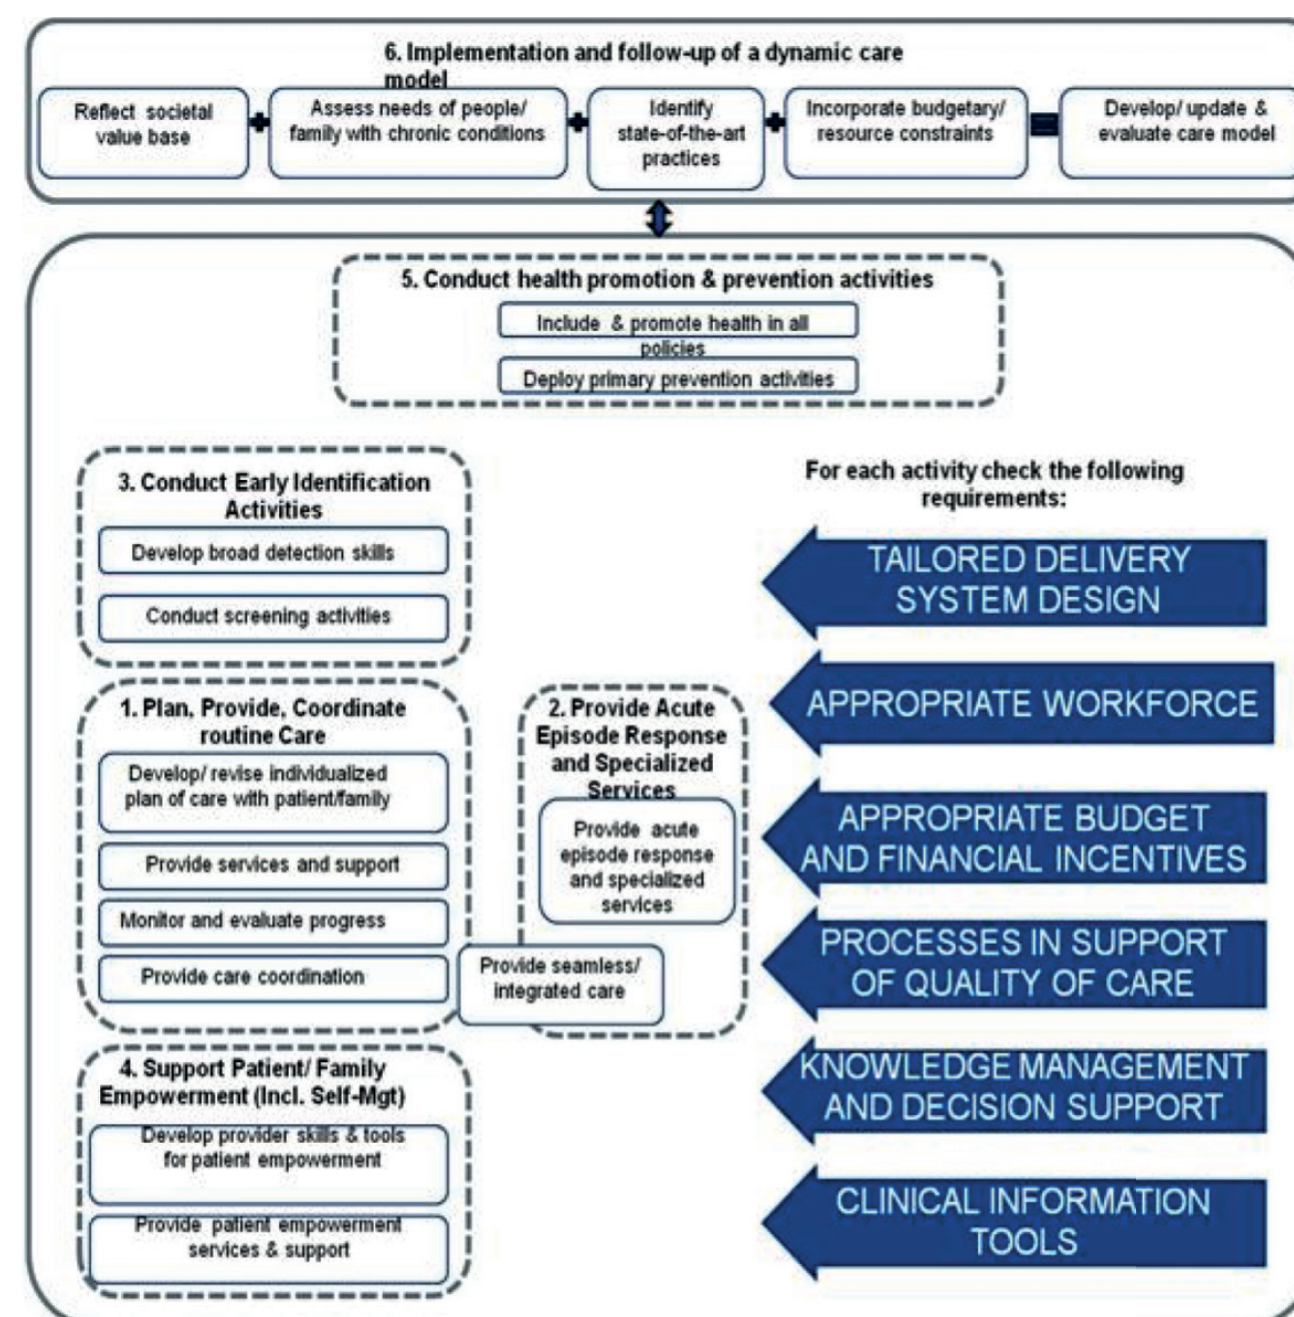 6. Implementation and follow-up of a dynamic care
model
Reflect societal
value base
Assess needs of people/
family with chronic conditions
Identify
state-of-the-art
practices
Incorporate budgetary/
resource constraints
Develop/ update &
evaluate care model
5. Conduct health promotion & prevention activities
Include & promote health in all
policies
Deploy primary prevention activities
3. Conduct Early Identification
Activities
Develop broad detection skills
Conduct screening activities
1. Plan, Provide, Coordinate
routine Care
Develop/ revise individualized
plan of care with patient/family
Provide services and support
Monitor and evaluate progress
Provide care coordination
2. Provide Acute
Episode Response
and Specialized
Services
Provide acute
episode response
and specialized
services
Provide seamless/
integrated care
4. Support Patient/ Family
Empowerment (Incl. Self-Mgt)
Develop provider skills & tools
for patient empowerment
Provide patient empowerment
services & support
For each activity check the following
requirements:
TAILORED DELIVERY
SYSTEM DESIGN
APPROPRIATE WORKFORCE
APPROPRIATE BUDGET
AND FINANCIAL INCENTIVES
PROCESSES IN SUPPORT
OF QUALITY OF CARE
KNOWLEDGE MANAGEMENT
AND DECISION SUPPORT
CLINICAL INFORMATION
TOOLS